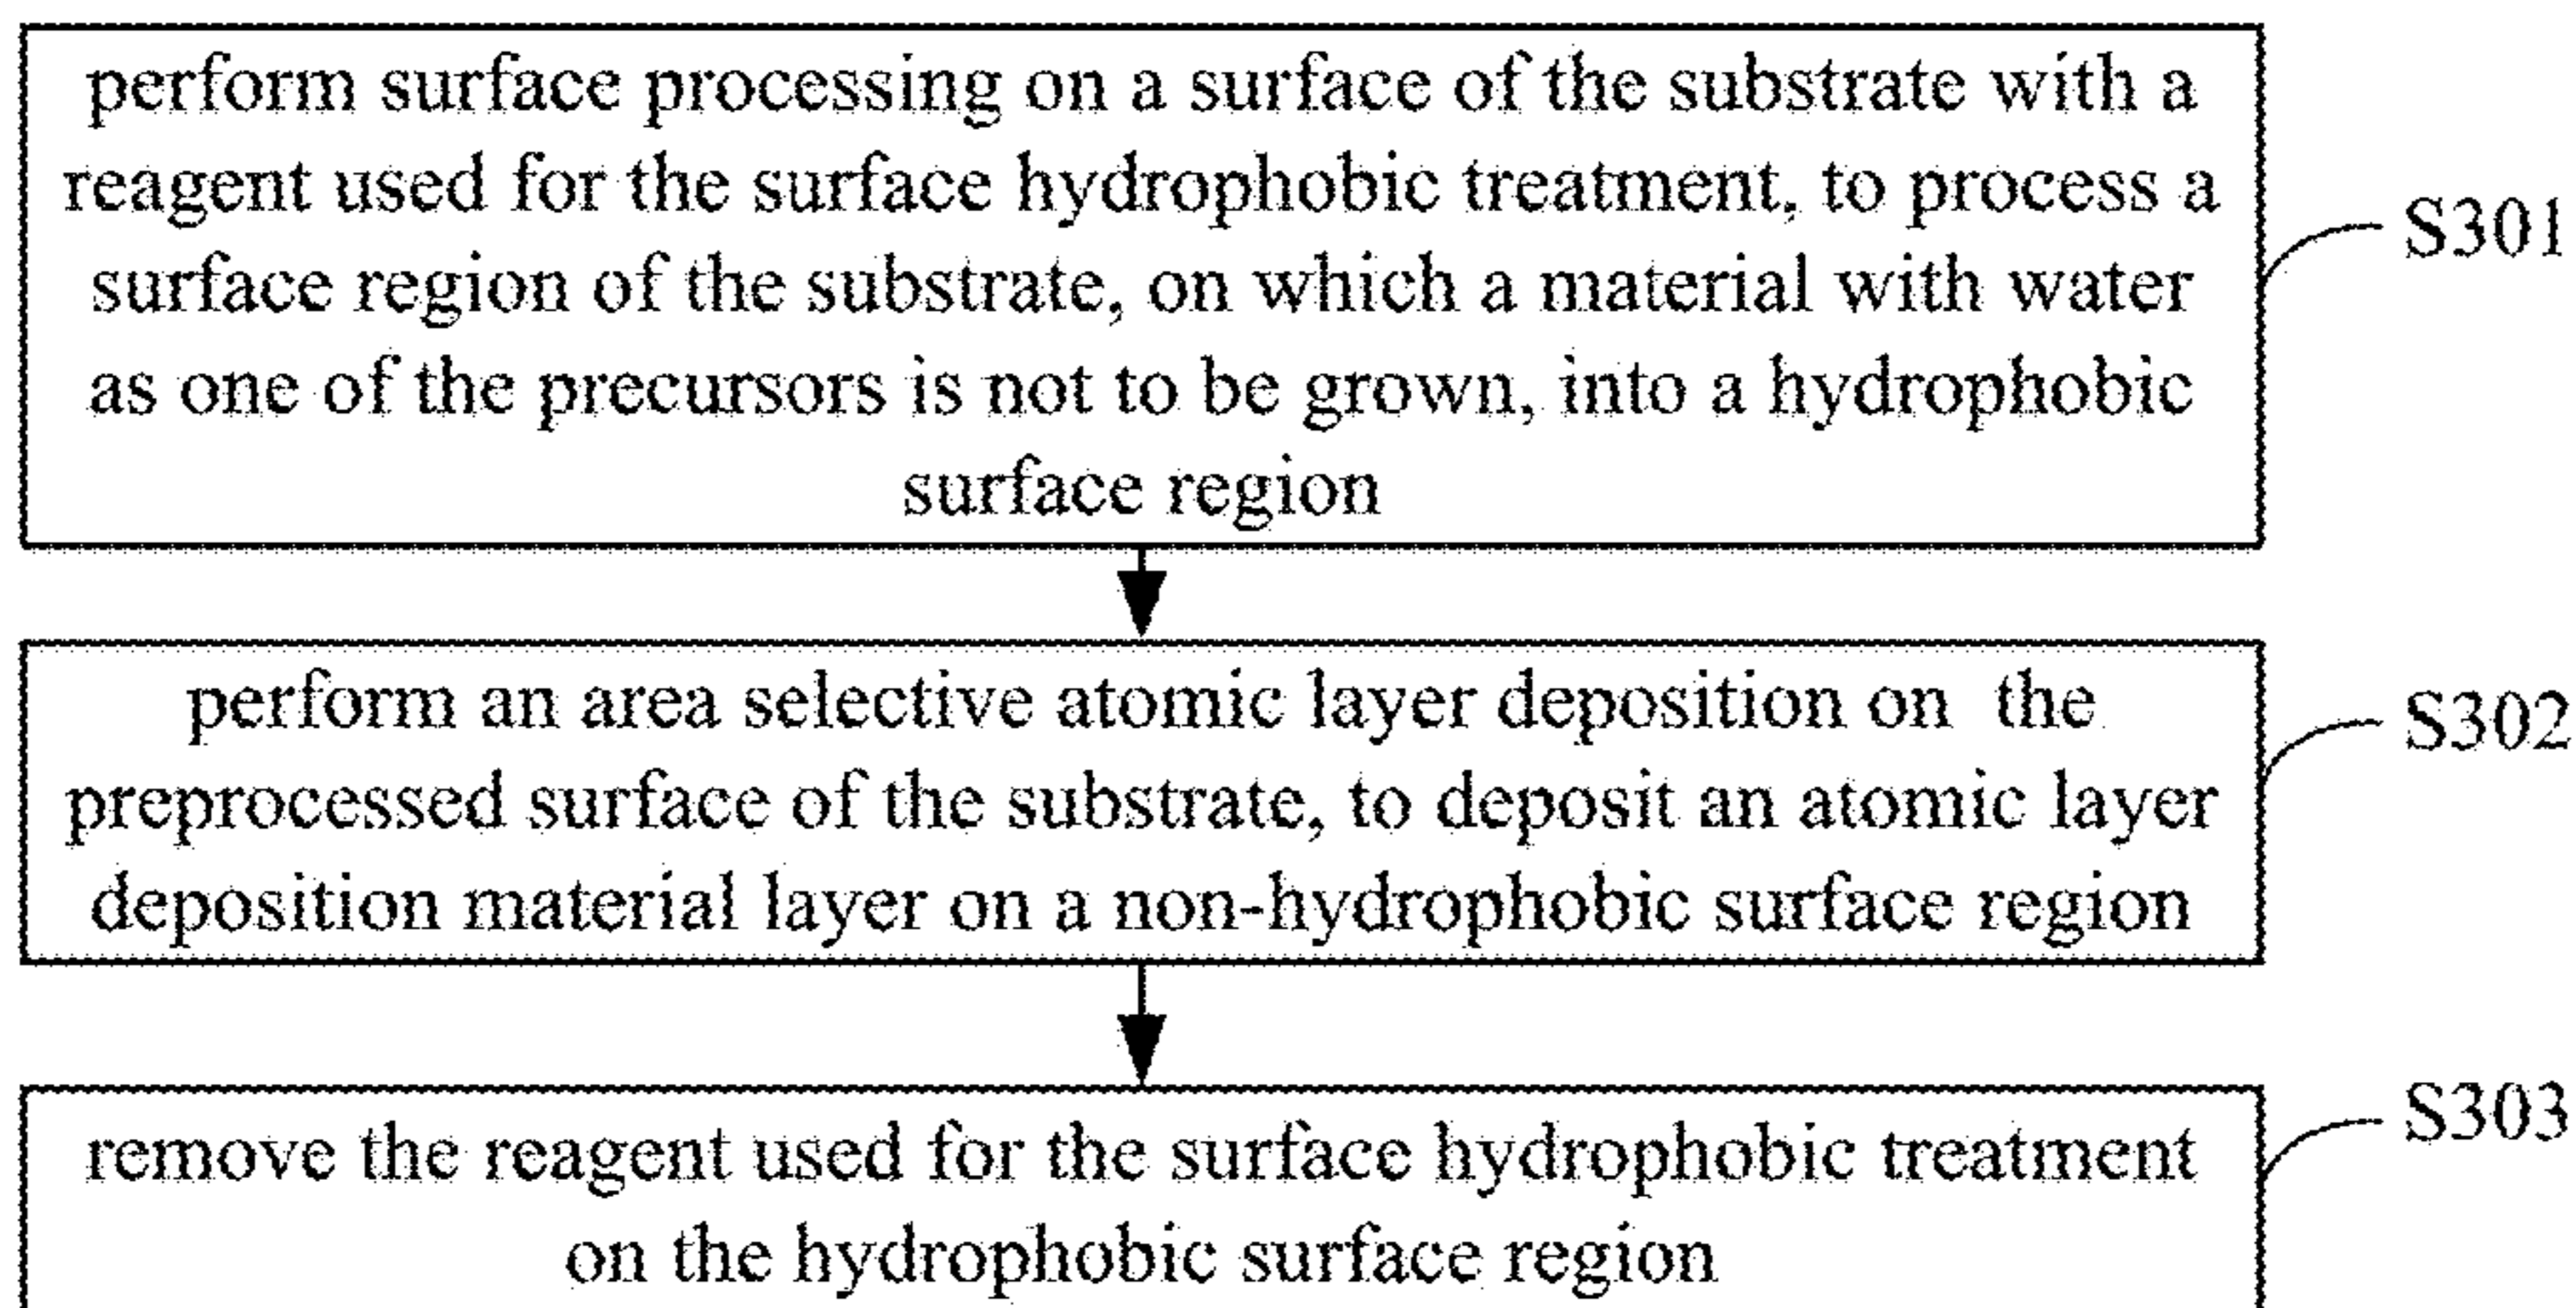 perform surface processing on a surface of the substrate with a
reagent used for the surface hydrophobic treatment, to process a
surface region of the substrate, on which a material with water
as one of the precursors is not to be grown, into a hydrophobic
surface region
S301
perform an area selective atomic layer deposition on the
preprocessed surface of the substrate, to deposit an atomic layer
deposition material layer on a non-hydrophobic surface region
S302
remove the reagent used for the surface hydrophobic treatment
on the hydrophobic surface region
S303